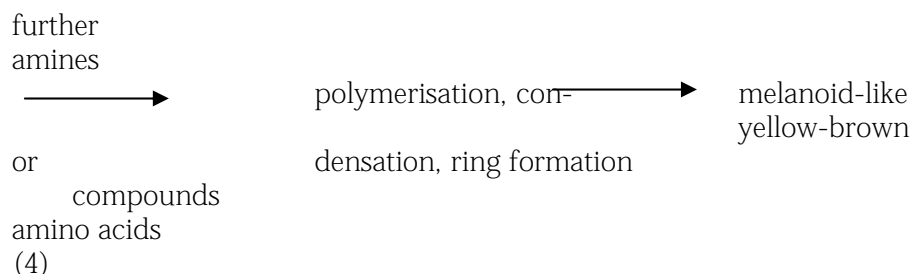 further
amines
polymerisation, con-
melanoid-like
yellow-brown
or
densation, ring formation
compounds
amino acids
(4)